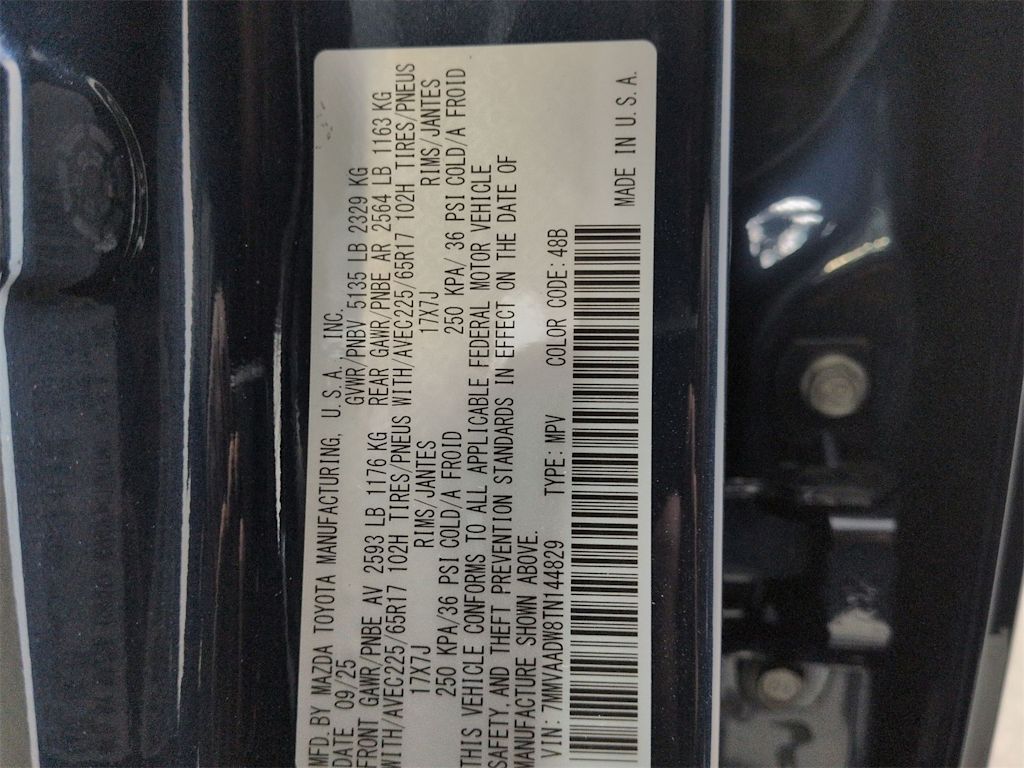 MFD.BY MAZDA TOYOTA MANUFACTURING, U.S.A., INC.
DATE 09/25 GVWR/PNBV 5135 LB 2329 KG
FRONT GAWR/PNBE AV 2593 LB 1176 KG REAR GAWR/PNBE AR 2564 LB 1163 KG
WITH/AVEC225/65R17 102H TIRES/PNEUS WITH/AVEC225/65R17 102H TIRES/PNEUS
17X7J RIMS/JANTES 17X7J RIMS/JANTES
250 KPA/36 PSI COLD/A FROID 250 KPA/ 36 PSI COLD/A FROID
THIS VEHICLE CONFORMS TO ALL APPLICABLE FEDERAL MOTOR VEHICLE
SAFETY,AND THEFT PREVENTION STANDARDS IN EFFECT ON THE DATE OF
MANUFACTURE SHOWN ABOVE.
VIN: 7MMVAADW8TN144829 TYPE: MPV COLOR CODE: 48B
MADE IN U.S.A.